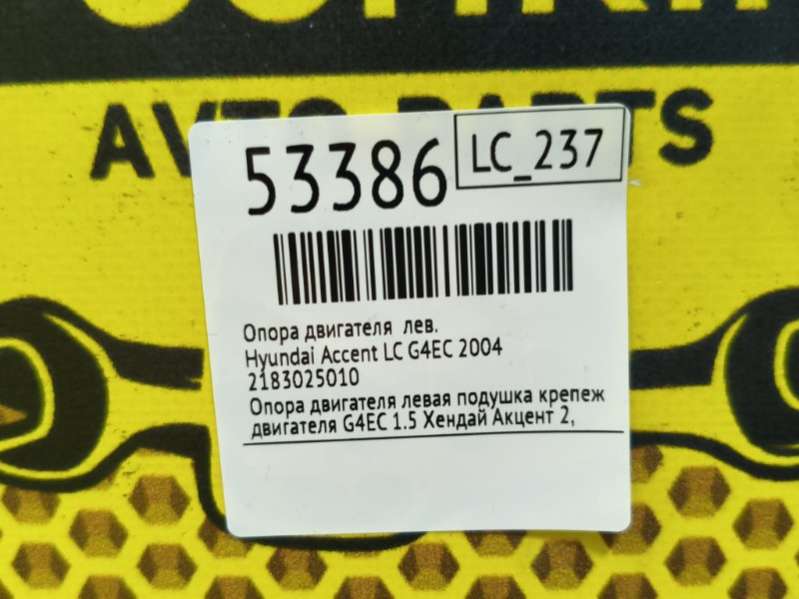 AVTO PARTS
53386
LC_237
Опора двигателя лев.
Hyundai Accent LC G4EC 2004
2183025010
Опора двигателя левая подушка крепеж
двигателя G4EC 1.5 Хендай Акцент 2,